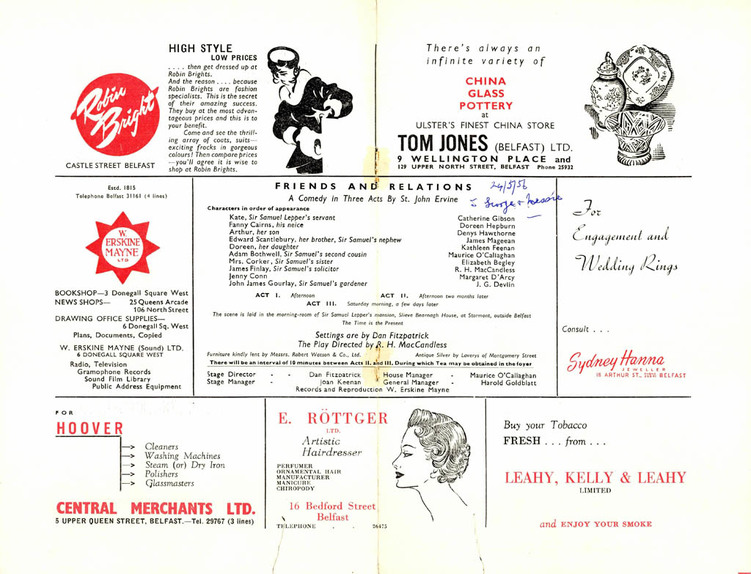 HIGH STYLE
LOW PRICES
. . . . then get dressed up at
Robin Brights.
And the reason . . . . because
Robin Brights are fashion
specialists. This is the secret
of their amazing success.
They buy at the most advan-
tageous prices and this is to
your benefit.
Come and see the thrill-
ing array of coats, suits—
exciting frocks in gorgeous
colours! Then compare prices
—you'll agree it is wise to
shop at Robin Brights.
Robin
Bright
CASTLE STREET BELFAST
There's always an
infinite variety of
CHINA
GLASS
POTTERY
at
ULSTER'S FINEST CHINA STORE
TOM JONES (BELFAST) LTD.
9 WELLINGTON PLACE and
129 UPPER NORTH STREET, BELFAST Phone 25932
Estd. 1815
Telephone Belfast 31161 (4 lines)
W.
ERSKINE
MAYNE
LTD
BOOKSHOP—3 Donegall Square West
NEWS SHOPS— 25 Queens Arcade
106 North Street
DRAWING OFFICE SUPPLIES—
6 Donegall Sq. West
Plans, Documents, Copied
W. ERSKINE MAYNE (Sound) LTD.
6 DONEGALL SQUARE WEST
Radio, Television
Gramophone Records
Sound Film Library
Public Address Equipment
FRIENDS AND RELATIONS
24/5/56
A Comedy in Three Acts By St. John Ervine
Characters in order of appearance
Kate, Sir Samuel Lepper's servant Catherine Gibson
Fanny Cairns, his neice Doreen Hepburn
Arthur, her son Denys Hawthorne
Edward Scantlebury, her brother, Sir Samuel's nephew James Mageean
Doreen, her daughter Kathleen Feenan
Adam Bothwell, Sir Samuel's second cousin Maurice O'Callaghan
Mrs. Corker, Sir Samuel's sister Elizabeth Begley
James Finlay, Sir Samuel's solicitor R. H. MacCandless
Jenny Conn Margaret D'Arcy
John James Gourlay, Sir Samuel's gardener J. G. Devlin
ACT I. Afternoon ACT II. Afternoon two months later
ACT III. Saturday morning, a few days later
The scene is laid in the morning-room of Sir Samuel Lepper's mansion, Slieve Bearnagh House, at Stormont, outside Belfast
The Time is the Present
Settings are by Dan Fitzpatrick
The Play Directed by R. H. MacCandless
Furniture kindly lent by Messrs. Robert Watson & Co., Ltd. Antique Silver by Laverys of Montgomery Street
There will be an interval of 10 minutes between Acts II. and III. During which Tea may be obtained in the foyer
Stage Director - - Dan Fitzpatrick House Manager - Maurice O'Callaghan
Stage Manager - - Joan Keenan General Manager - Harold Goldblatt
Records and Reproduction W. Erskine Mayne
For
Engagement and
Wedding Rings
Consult . . .
Sydney Hanna
JEWELLER
ARTHUR ST., BELFAST
FOR
HOOVER
Cleaners
Washing Machines
Steam (or) Dry Iron
Polishers
Glassmasters
CENTRAL MERCHANTS LTD.
5 UPPER QUEEN STREET, BELFAST.—Tel. 29767 (3 lines)
E. RÖTTGER
LTD.
Artistic
Hairdresser
PERFUMER
ORNAMENTAL HAIR
MANUFACTURER
MANICURE
CHIROPODY
16 Bedford Street
Belfast
TELEPHONE - - 26475
Buy your Tobacco
FRESH . . . from . . .
LEAHY, KELLY & LEAHY
LIMITED
and ENJOY YOUR SMOKE